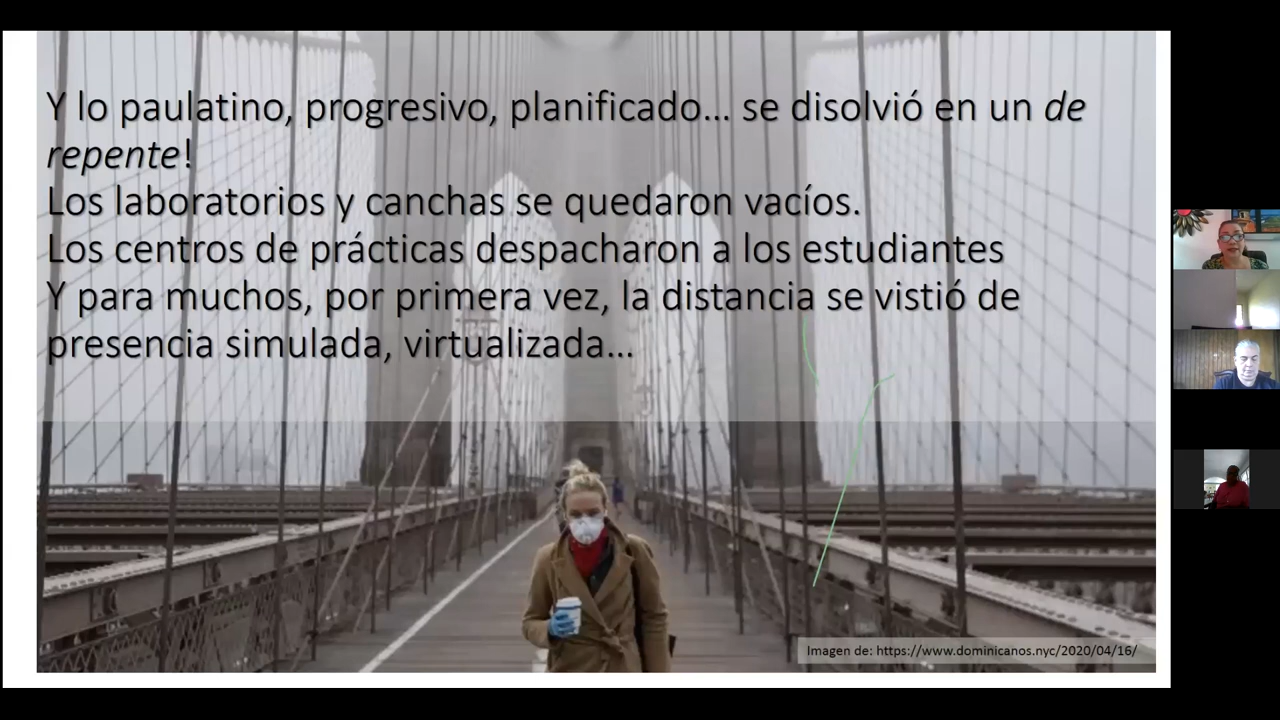 Y lo paulatino, progresivo, planificado... se disolvió en un de
repente!
Los laboratorios y canchas se quedaron vacíos.
Los centros de prácticas despacharon a los estudiantes
Y para muchos, por primera vez, la distancia se vistió de
presencia simulada, virtualizada...
Imagen de: https://www.dominicanos.nyc/2020/04/16/